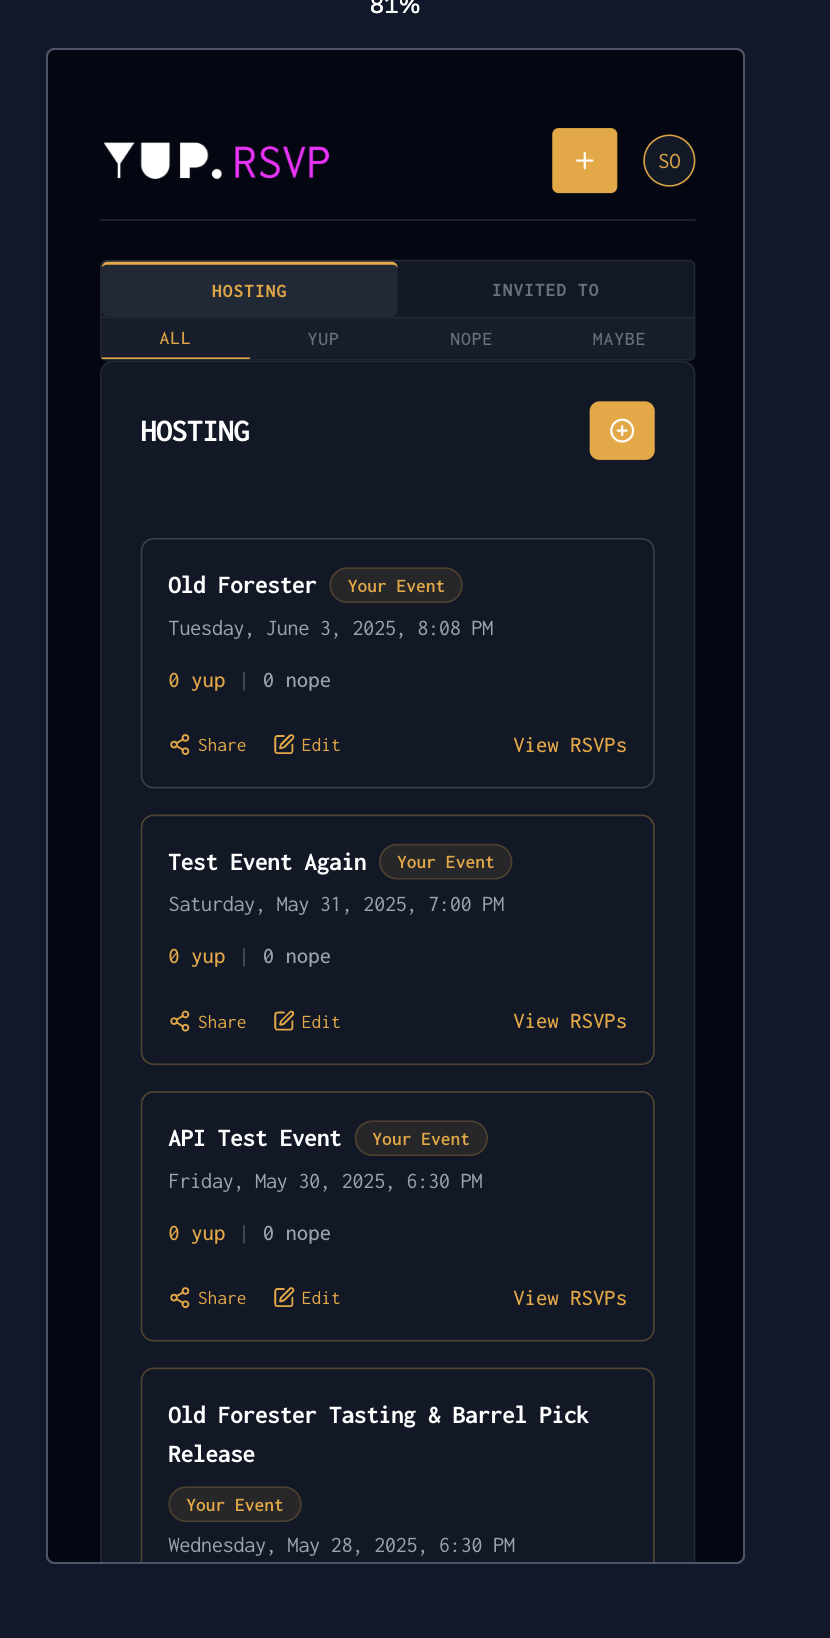 81%
YUP.RSVP
+
SO
HOSTING
INVITED TO
ALL
YUP
NOPE
MAYBE
HOSTING
Old Forester Your Event
Tuesday, June 3, 2025, 8:08 PM
0 yup | 0 nope
Share Edit View RSVPs
Test Event Again Your Event
Saturday, May 31, 2025, 7:00 PM
0 yup | 0 nope
Share Edit View RSVPs
API Test Event Your Event
Friday, May 30, 2025, 6:30 PM
0 yup | 0 nope
Share Edit View RSVPs
Old Forester Tasting & Barrel Pick
Release
Your Event
Wednesday, May 28, 2025, 6:30 PM